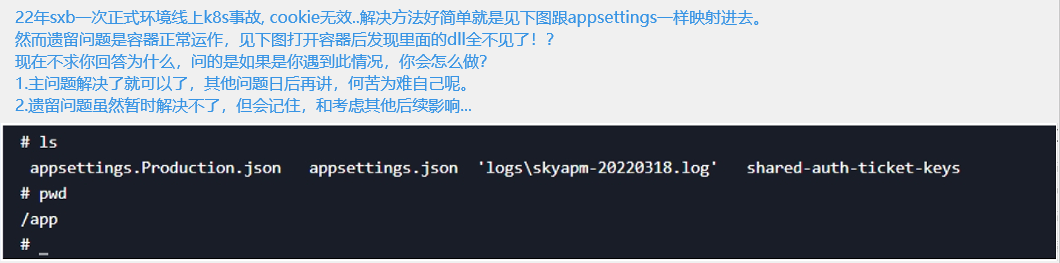 22年sxb一次正式环境线上k8s事故, cookie无效..解决方法好简单就是见下图跟appsettings一样映射进去。
然而遗留问题是容器正常运作，见下图打开容器后发现里面的dll全不见了！？
现在不求你回答为什么，问的是如果是你遇到此情况，你会怎么做？
1.主问题解决了就可以了，其他问题日后再讲，何苦为难自己呢。
2.遗留问题虽然暂时解决不了，但会记住，和考虑其他后续影响...
# ls
appsettings.Production.json appsettings.json 'logs\skyapm-20220318.log' shared-auth-ticket-keys
# pwd
/app
# _